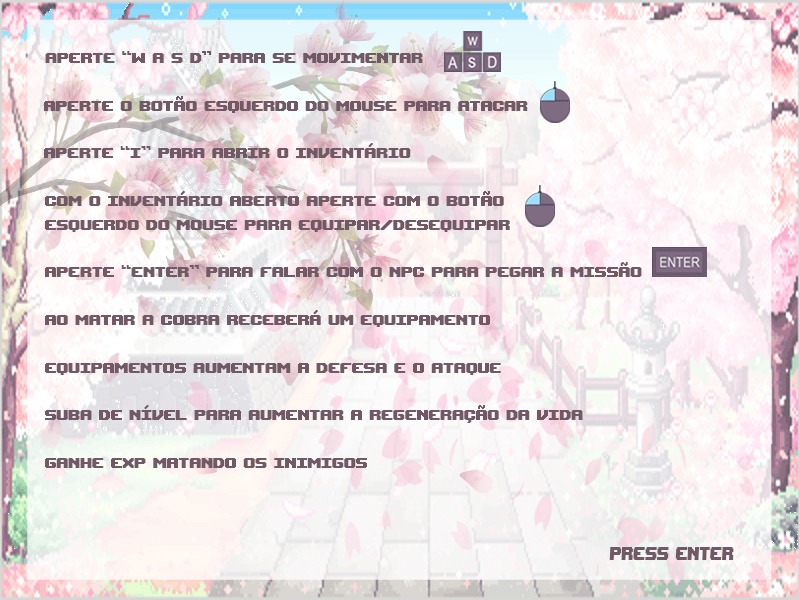 APERTE “W A S D” PARA SE MOVIMENTAR
W
A S D
APERTE O BOTÃO ESQUERDO DO MOUSE PARA ATACAR
APERTE “I” PARA ABRIR O INVENTÁRIO
COM O INVENTÁRIO ABERTO APERTE COM O BOTÃO
ESQUERDO DO MOUSE PARA EQUIPAR/DESEQUIPAR
APERTE “ENTER” PARA FALAR COM O NPC PARA PEGAR A MISSÃO
ENTER
AO MATAR A COBRA RECEBERÁ UM EQUIPAMENTO
EQUIPAMENTOS AUMENTAM A DEFESA E O ATAQUE
SUBA DE NÍVEL PARA AUMENTAR A REGENERAÇÃO DA VIDA
GANHE EXP MATANDO OS INIMIGOS
PRESS ENTER